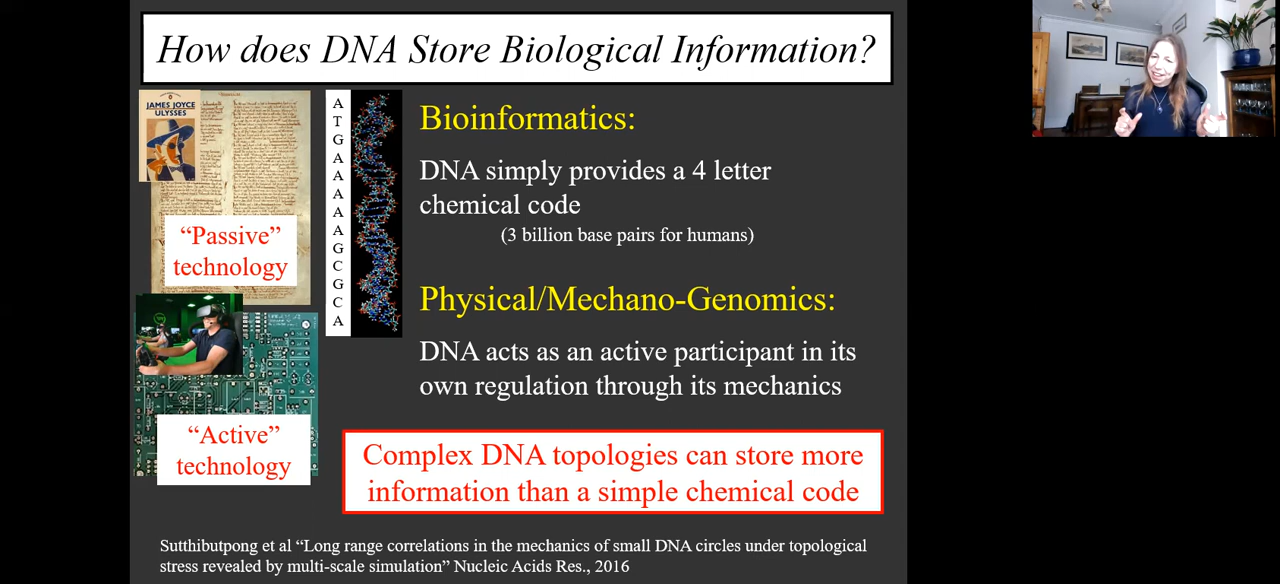 How does DNA Store Biological Information?
JAMES JOYCE
ULYSSES
"Passive"
technology
"Active"
technology
A
T
G
A
A
A
A
A
G
C
G
C
A
Bioinformatics:
DNA simply provides a 4 letter
chemical code
(3 billion base pairs for humans)
Physical/Mechano-Genomics:
DNA acts as an active participant in its
own regulation through its mechanics
Complex DNA topologies can store more
information than a simple chemical code
Sutthibutpong et al “Long range correlations in the mechanics of small DNA circles under topological
stress revealed by multi-scale simulation” Nucleic Acids Res., 2016